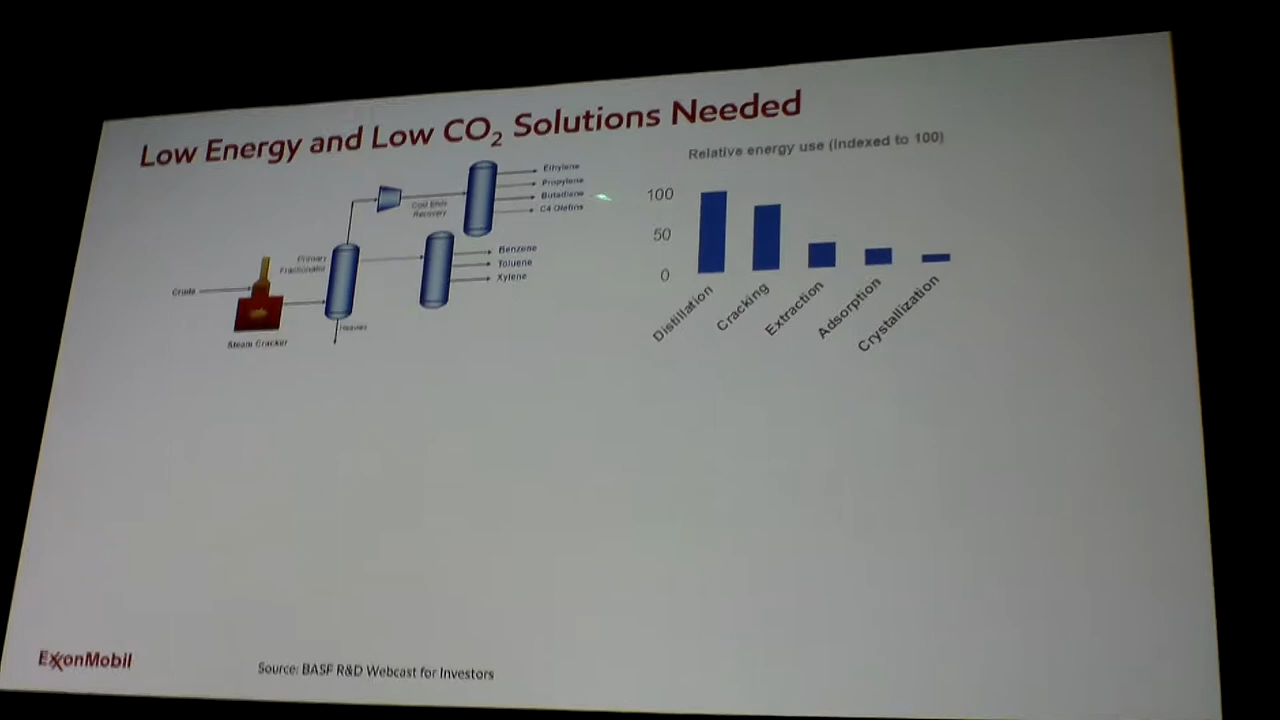 Low Energy and Low CO2 Solutions Needed
Ethylene
Propylene
Butadiene
C4 Olefins
Cold Ends
Recovery
Benzene
Toluene
Xylene
Primary
Fractionator
Crude
Heavies
Steam Cracker
Relative energy use (Indexed to 100)
100
50
0
Distillation
Cracking
Extraction
Adsorption
Crystallization
ExxonMobil
Source: BASF R&D Webcast for Investors